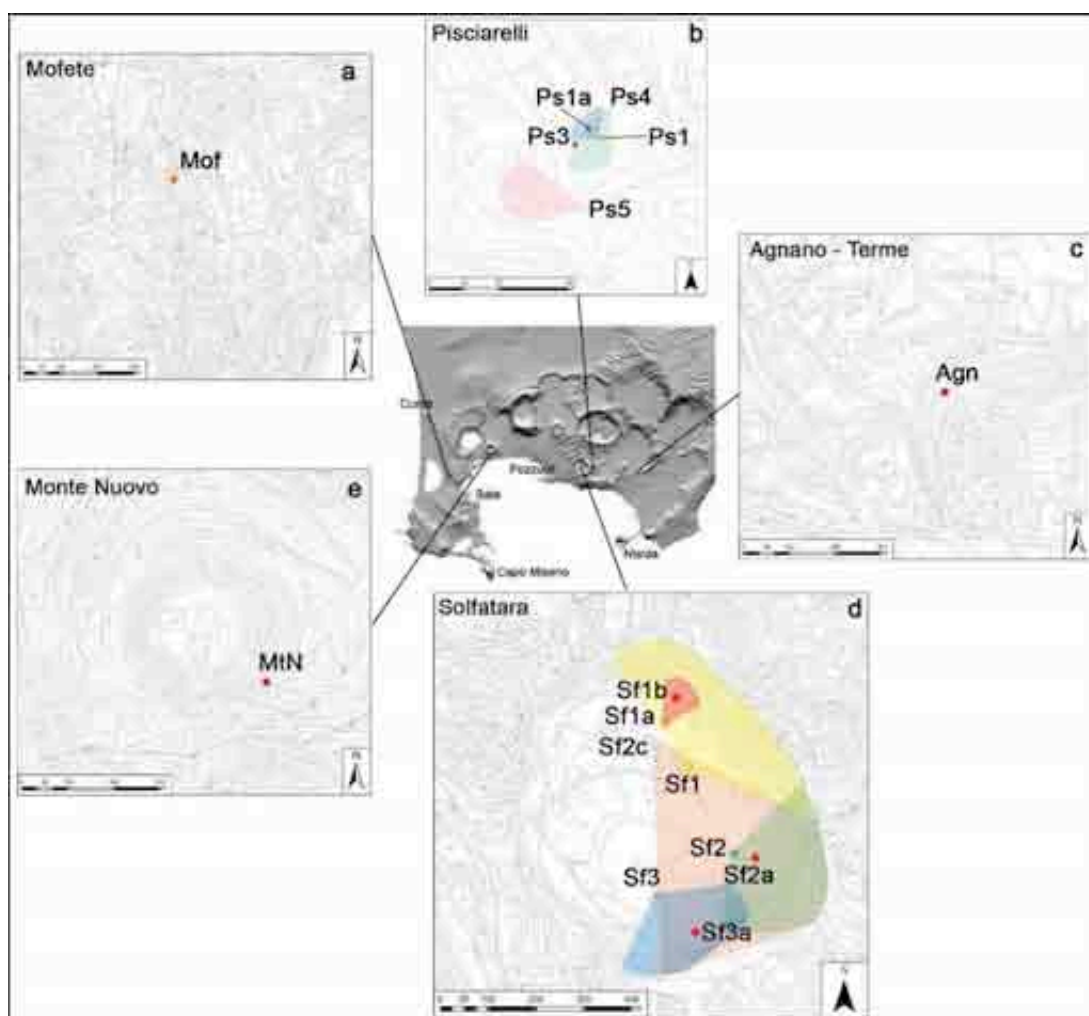 Mofete a
Mof
Pisciarelli b
Ps1a Ps4
Ps3 Ps1
Ps5
Agnano - Terme c
Agn
Pozzuoli
Baia
Nisida
Capo Miseno
Monte Nuovo e
MtN
Solfatara d
Sf1b
Sf1a
Sf2c
Sf1
Sf2
Sf3 Sf2a
Sf3a